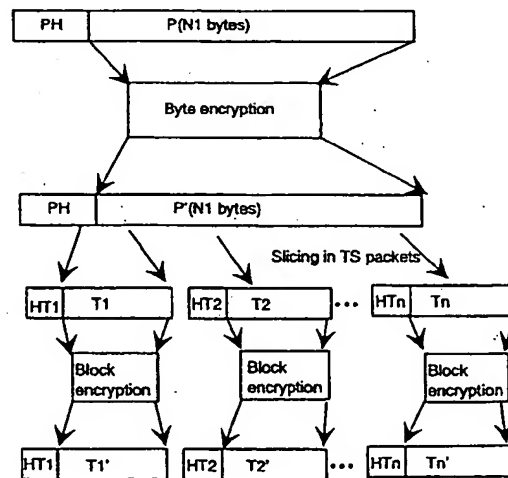 PH P(N1 bytes)
Byte encryption
PH P'(N1 bytes)
Slicing in TS packets
HT1 T1 HT2 T2 ••• HTn Tn
Block encryption Block encryption Block encryption
HT1 T1' HT2 T2' ••• HTn Tn'